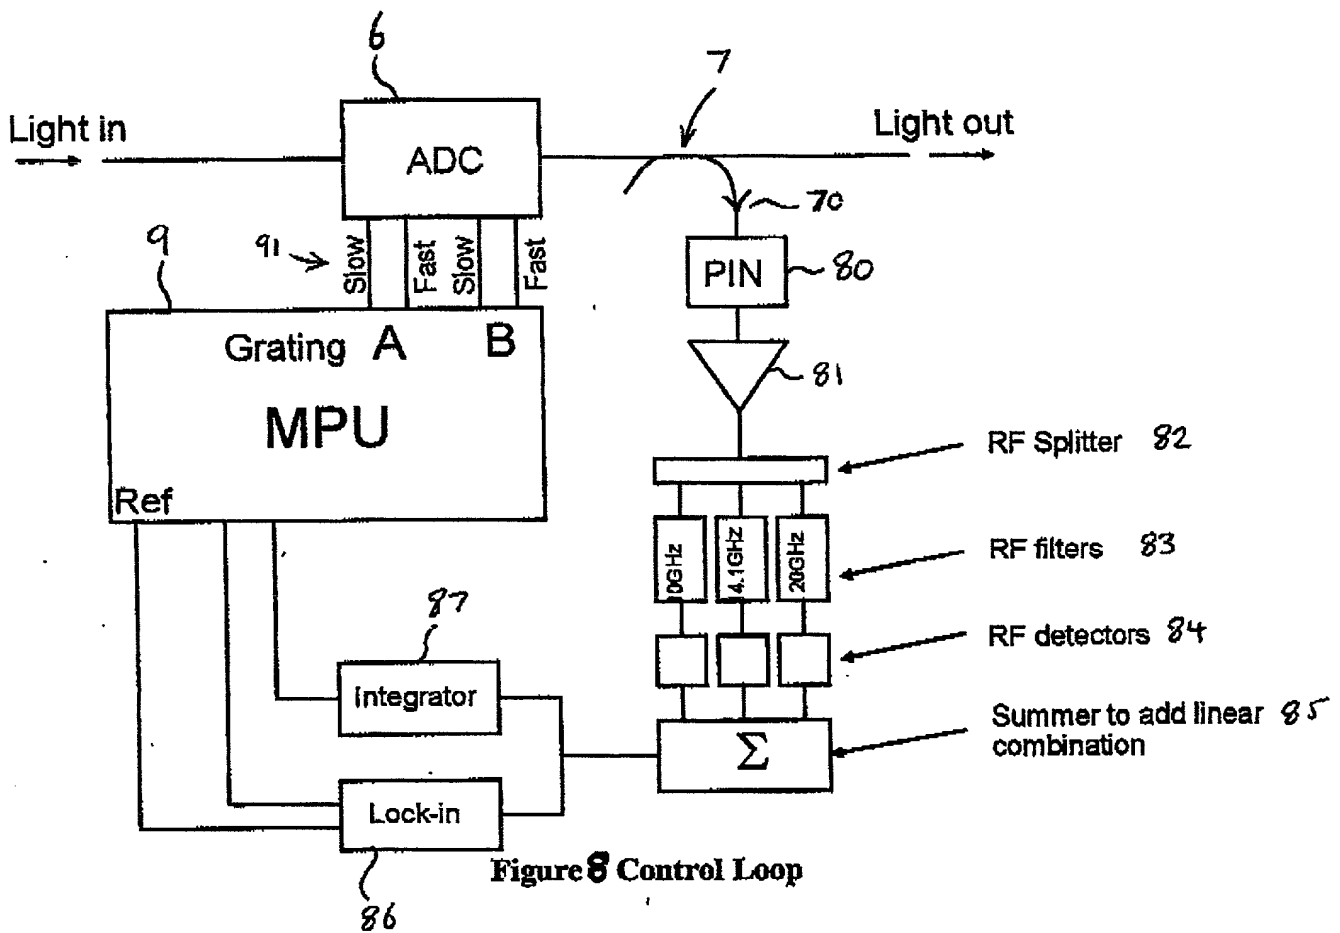 6
7
Light in
Light out
ADC
70
9
91
Slow
Fast
Slow
Fast
PIN
80
Grating A B
81
MPU
RF Splitter 82
Ref
10GHz
14.1GHz
20GHz
RF filters 83
87
RF detectors 84
Integrator
Σ
Summer to add linear 85
combination
Lock-in
Figure 8 Control Loop
86